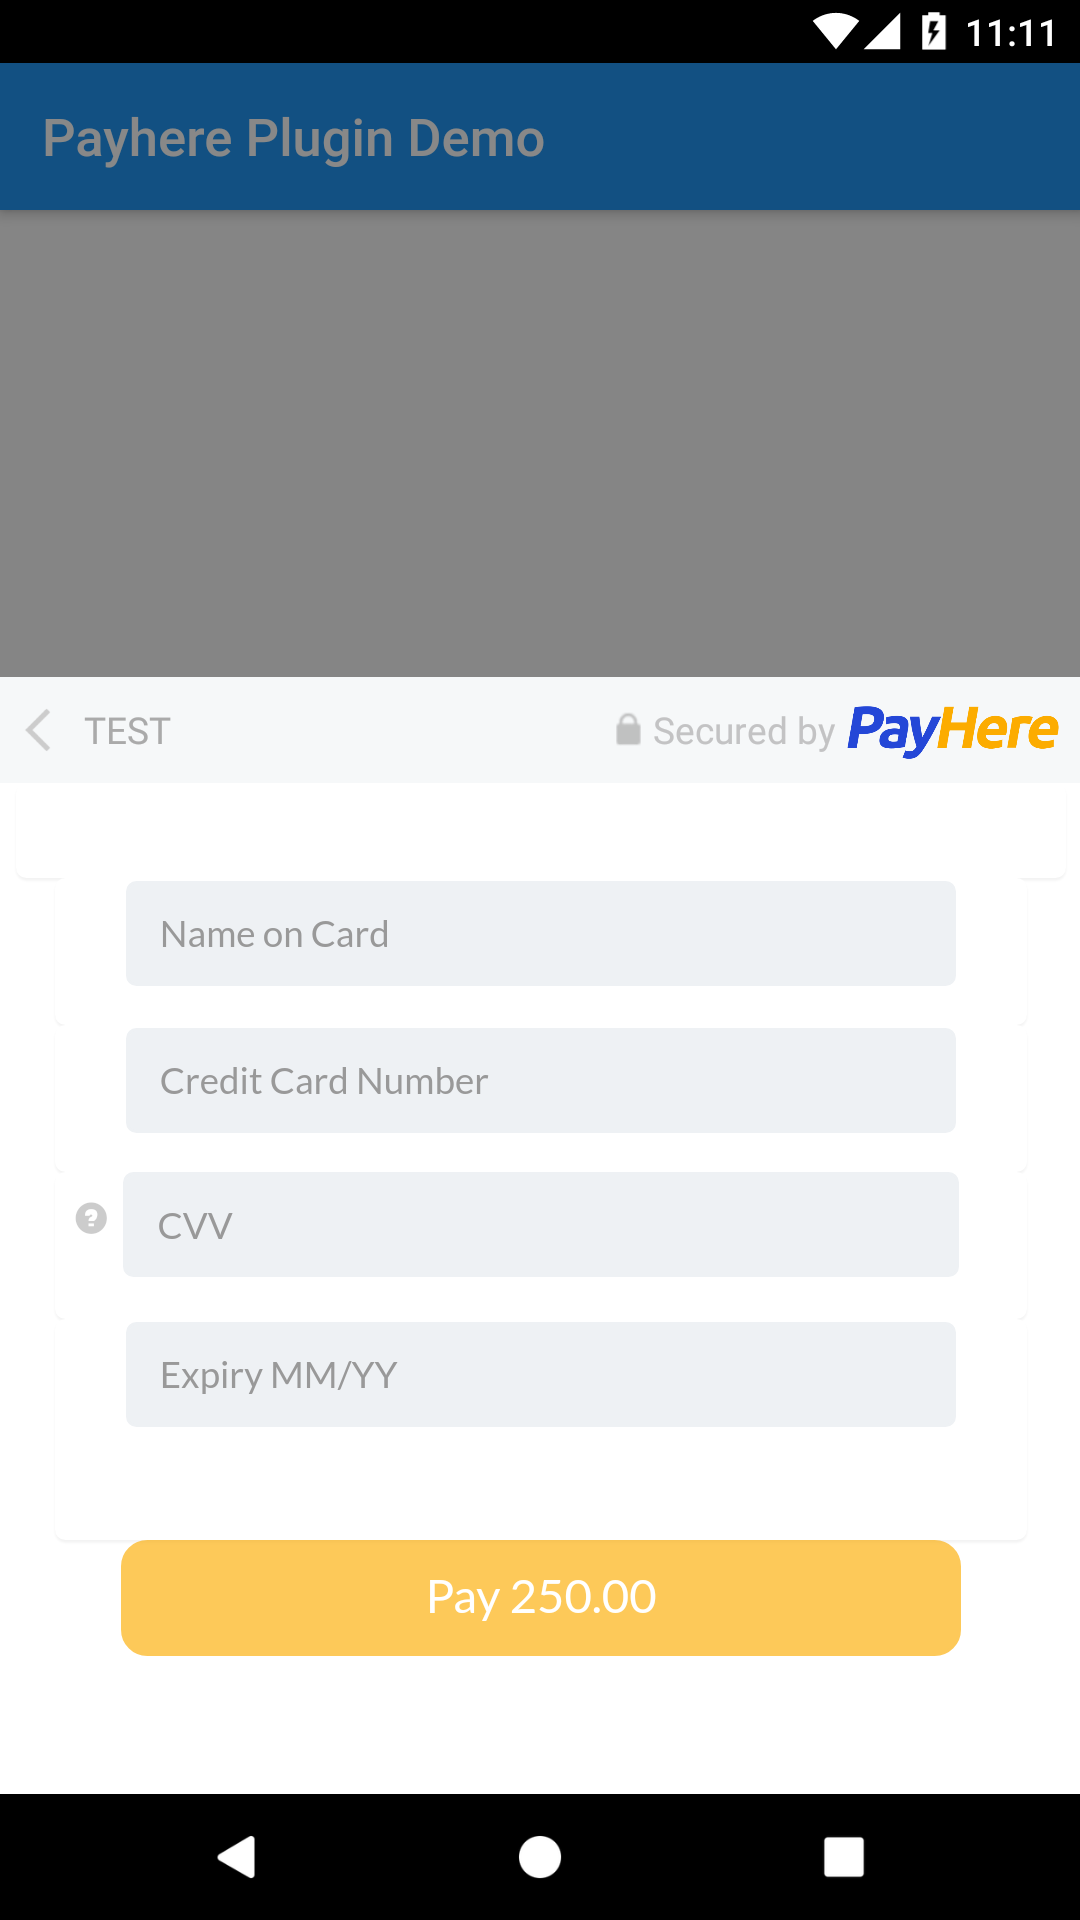 11:11
Payhere Plugin Demo
TEST Secured by PayHere
Name on Card
Credit Card Number
? CVV
Expiry MM/YY
Pay 250.00